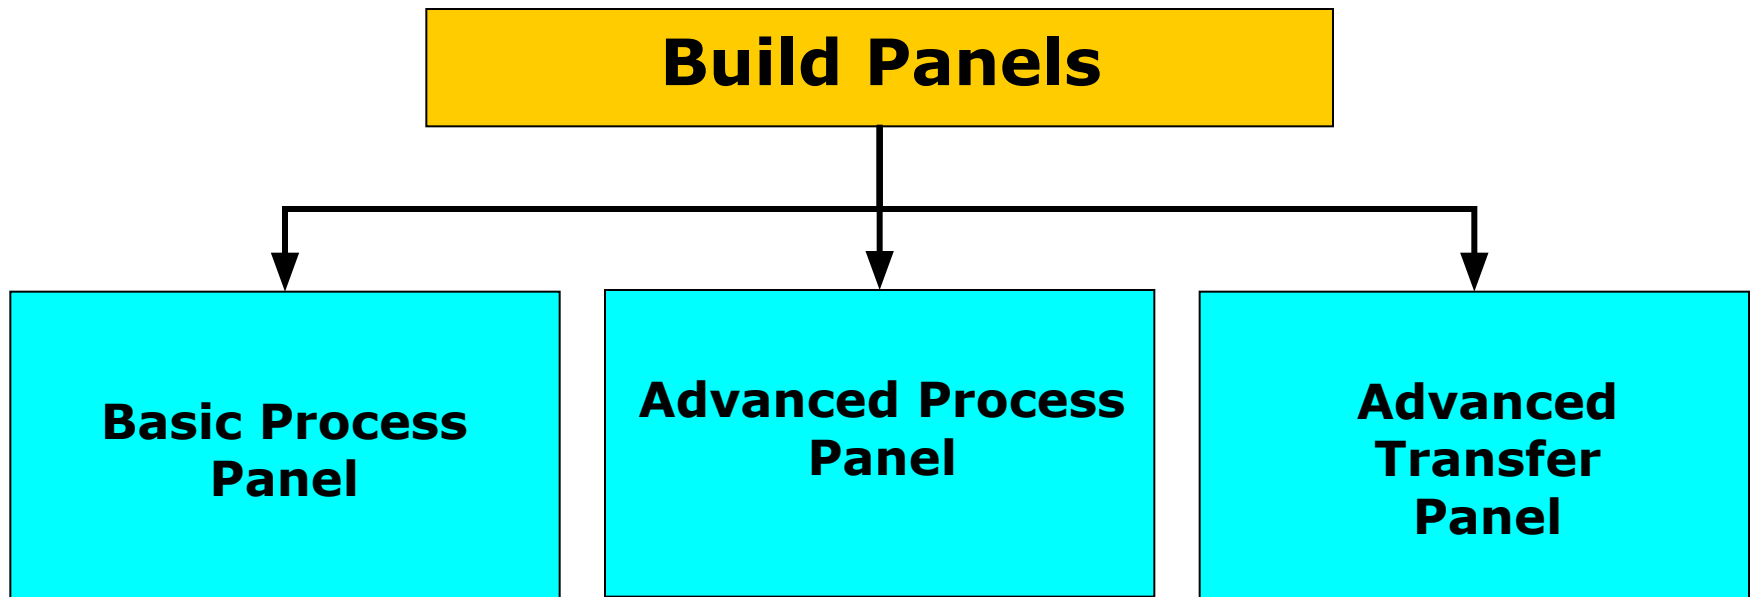 Build Panels
Basic Process
Panel
Advanced Process
Panel
Advanced
Transfer
Panel